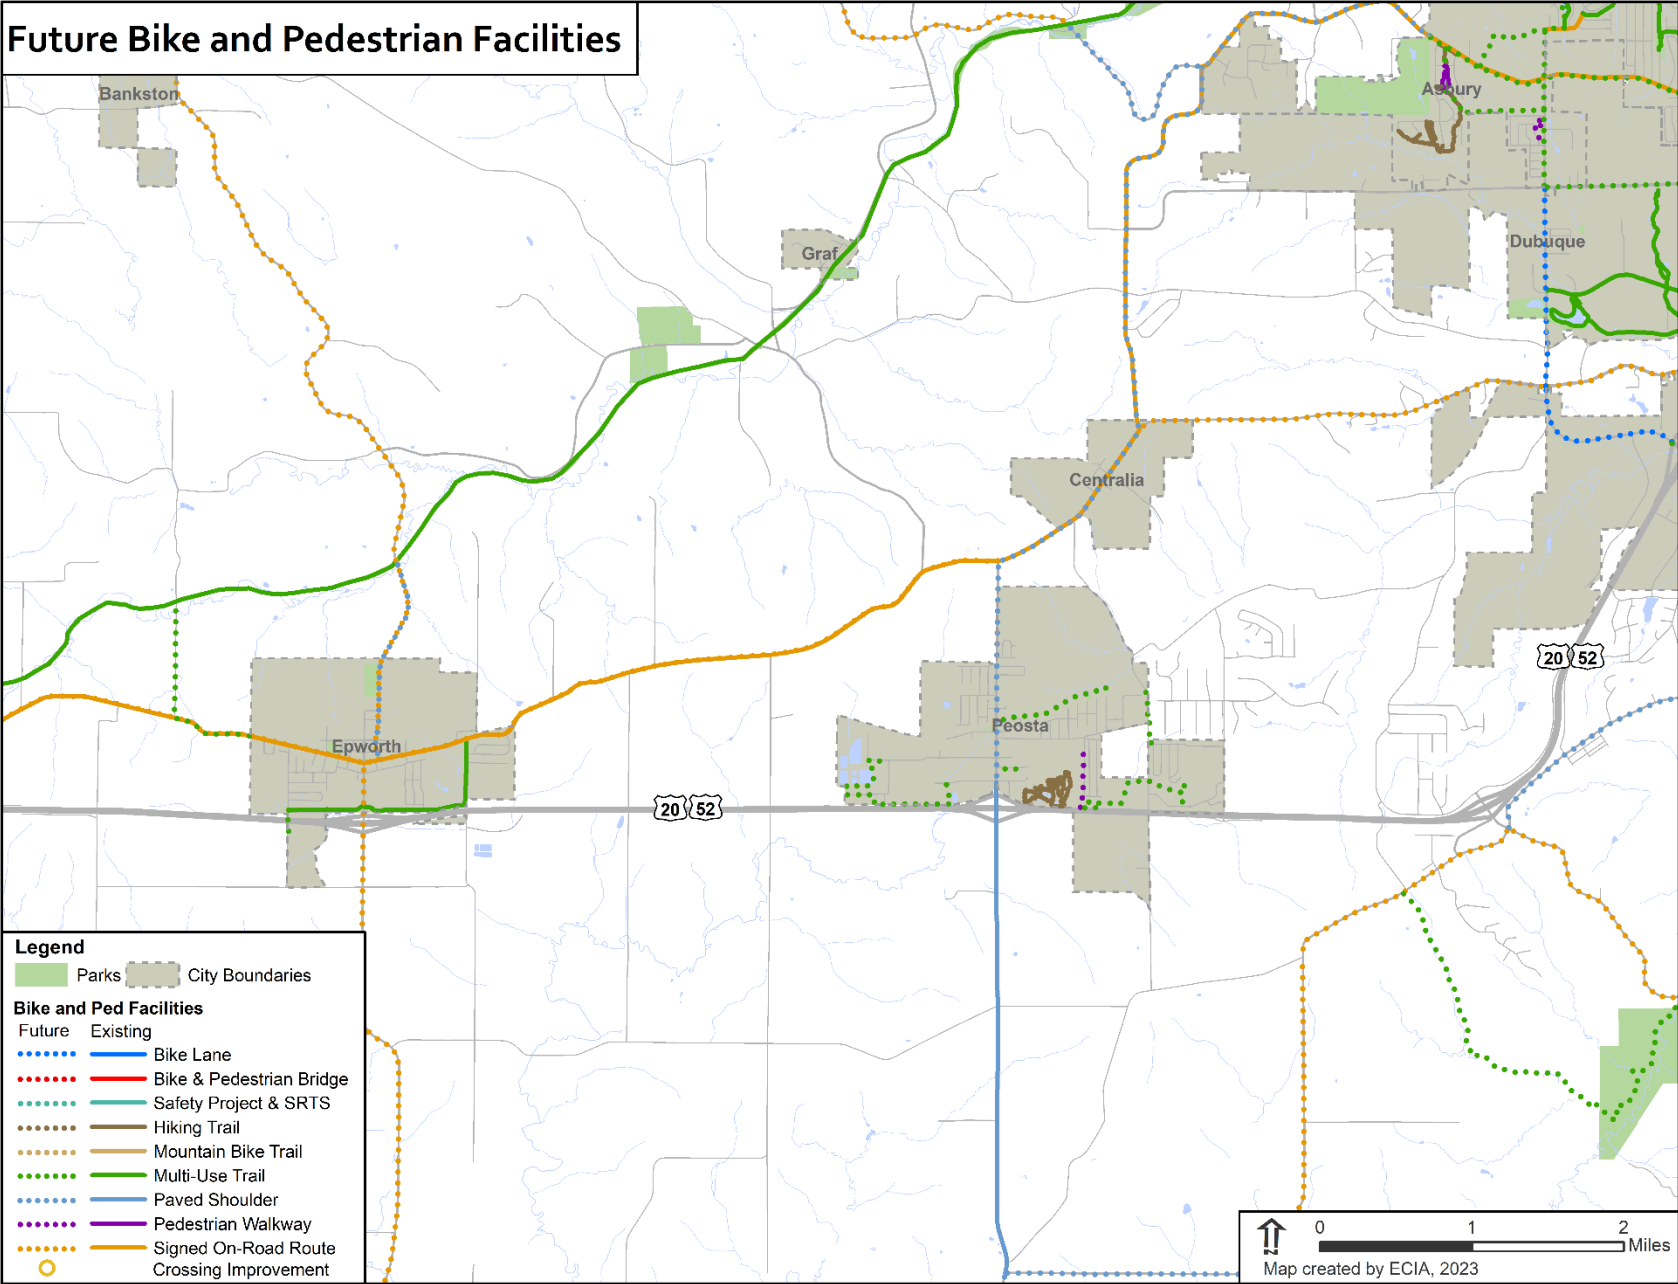 Future Bike and Pedestrian Facilities
Bankston
Asbury
Graf
Dubuque
Centralia
20 52
Peosta
Epworth
20 52
Legend
Parks City Boundaries
Bike and Ped Facilities
Future Existing
Bike Lane
Bike & Pedestrian Bridge
Safety Project & SRTS
Hiking Trail
Mountain Bike Trail
Multi-Use Trail
Paved Shoulder
Pedestrian Walkway
Signed On-Road Route
Crossing Improvement
N
0 1 2
Miles
Map created by ECIA, 2023